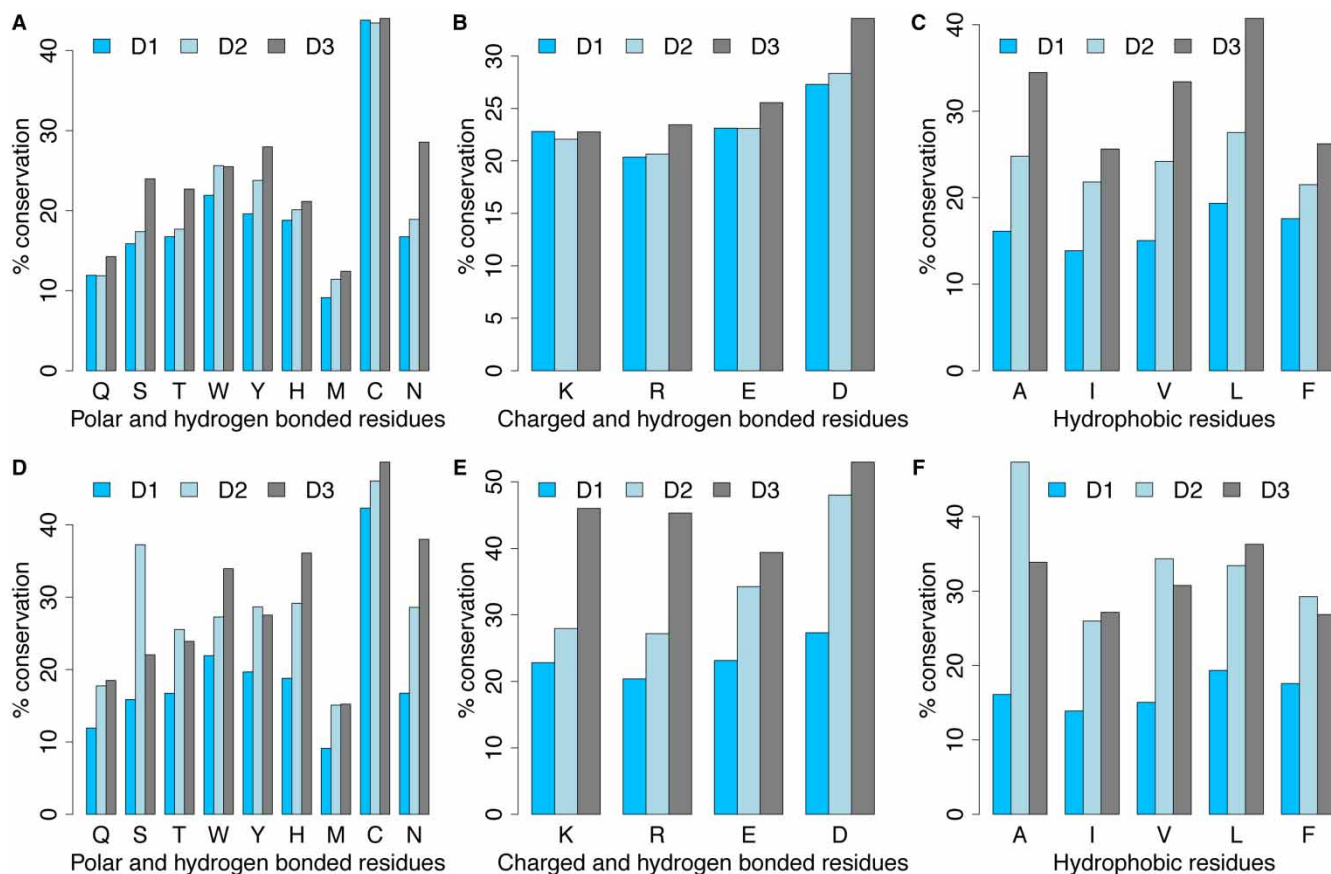 A
D1 D2 D3
% conservation
0 10 20 30 40
Q S T W Y H M C N
Polar and hydrogen bonded residues
B
D1 D2 D3
% conservation
0 5 10 15 20 25 30
K R E D
Charged and hydrogen bonded residues
C
D1 D2 D3
% conservation
0 10 20 30 40
A I V L F
Hydrophobic residues
D
D1 D2 D3
% conservation
0 10 20 30 40
Q S T W Y H M C N
Polar and hydrogen bonded residues
E
D1 D2 D3
% conservation
0 10 20 30 40 50
K R E D
Charged and hydrogen bonded residues
F
D1 D2 D3
% conservation
0 10 20 30 40
A I V L F
Hydrophobic residues